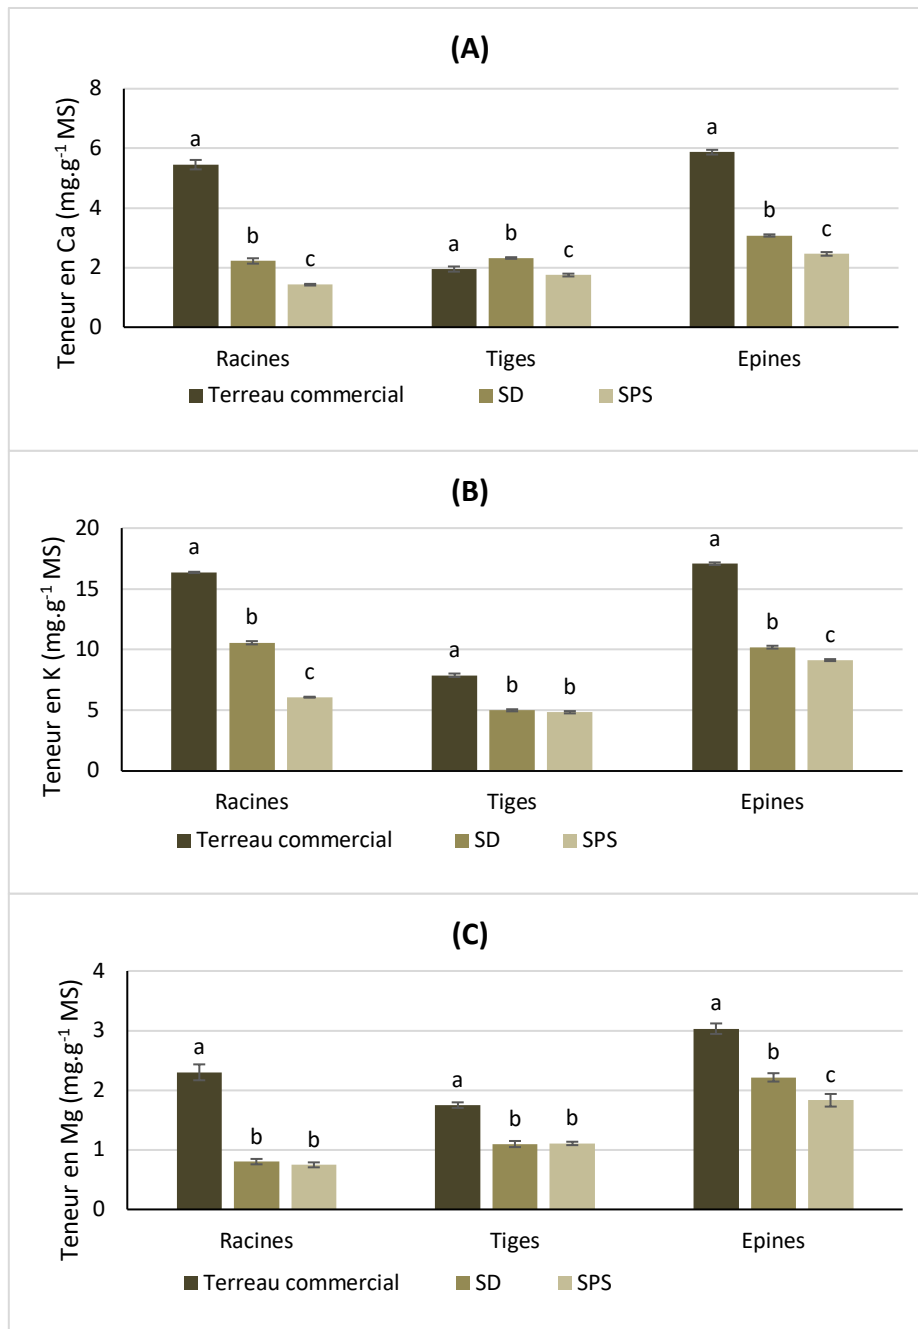 (A)
Teneur en Ca (mg.g⁻¹ MS)
8
6
4
2
0
a
b
c
a
b
c
a
b
c
Racines Tiges Epines
Terreau commercial SD SPS
(B)
Teneur en K (mg.g⁻¹ MS)
20
15
10
5
0
a
b
c
a
b
b
a
b
c
Racines Tiges Epines
Terreau commercial SD SPS
(C)
Teneur en Mg (mg.g⁻¹ MS)
4
3
2
1
0
a
b
b
a
b
b
a
b
c
Racines Tiges Epines
Terreau commercial SD SPS